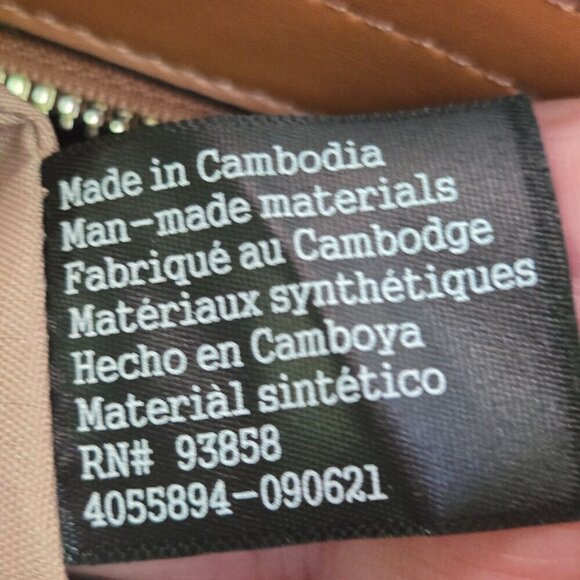 Made in Cambodia
Man-made materials
Fabriqué au Cambodge
Matériaux synthétiques
Hecho en Camboya
Materiàl sintético
RN# 93858
4055894-090621